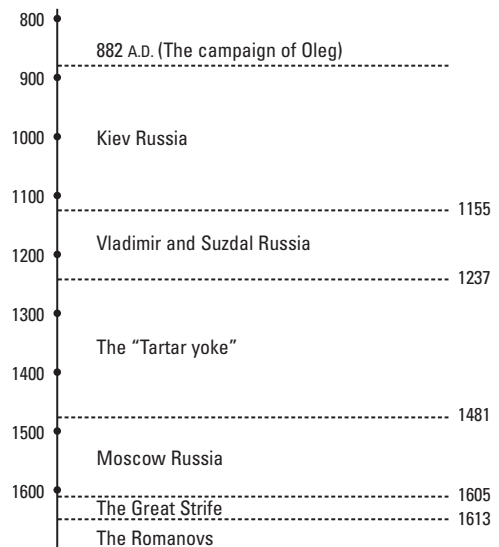 800
882 A.D. (The campaign of Oleg)
900
1000 Kiev Russia
1100
1155
Vladimir and Suzdal Russia
1200
1237
1300
The “Tartar yoke”
1400
1481
1500
Moscow Russia
1600
1605
The Great Strife
1613
The Romanovs